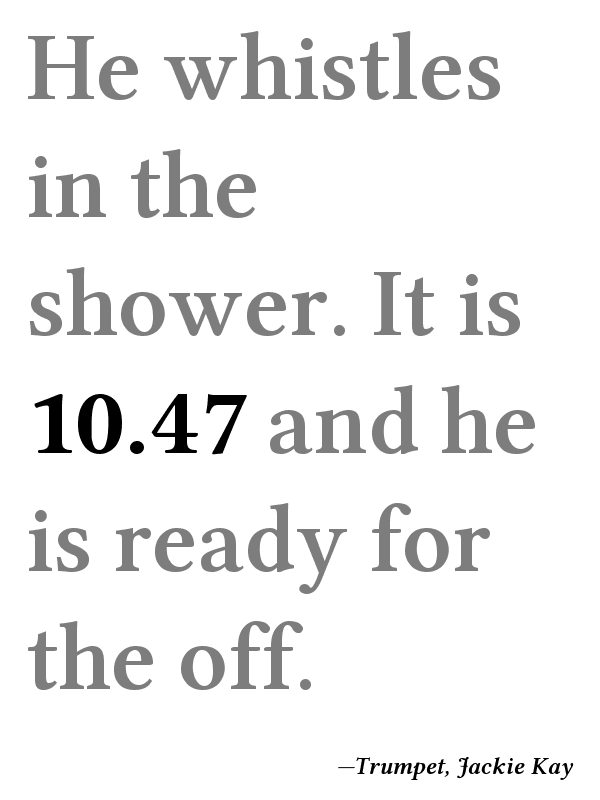 He whistles
in the
shower. It is
10.47 and he
is ready for
the off.
—Trumpet, Jackie Kay